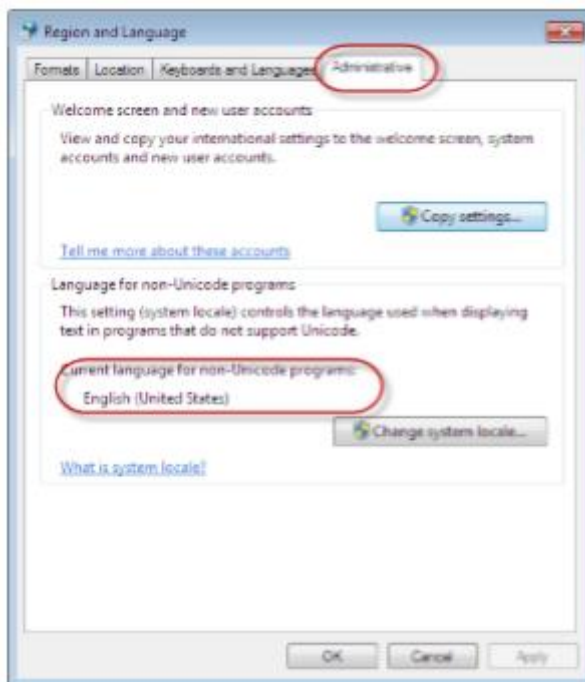 Region and Language
Formats Location Keyboards and Languages Administrative
Welcome screen and new user accounts
View and copy your international settings to the welcome screen, system
accounts and new user accounts.
Copy settings...
Tell me more about these accounts
Language for non-Unicode programs
This setting (system locale) controls the language used when displaying
text in programs that do not support Unicode.
Current language for non-Unicode programs:
English (United States)
Change system locale...
What is system locale?
OK Cancel Apply